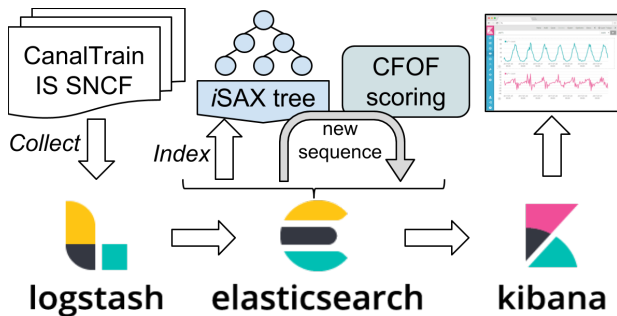 CanalTrain
IS SNCF
iSAX tree
CFOF
scoring
Collect
Index
new
sequence
logstash
elasticsearch
kibana